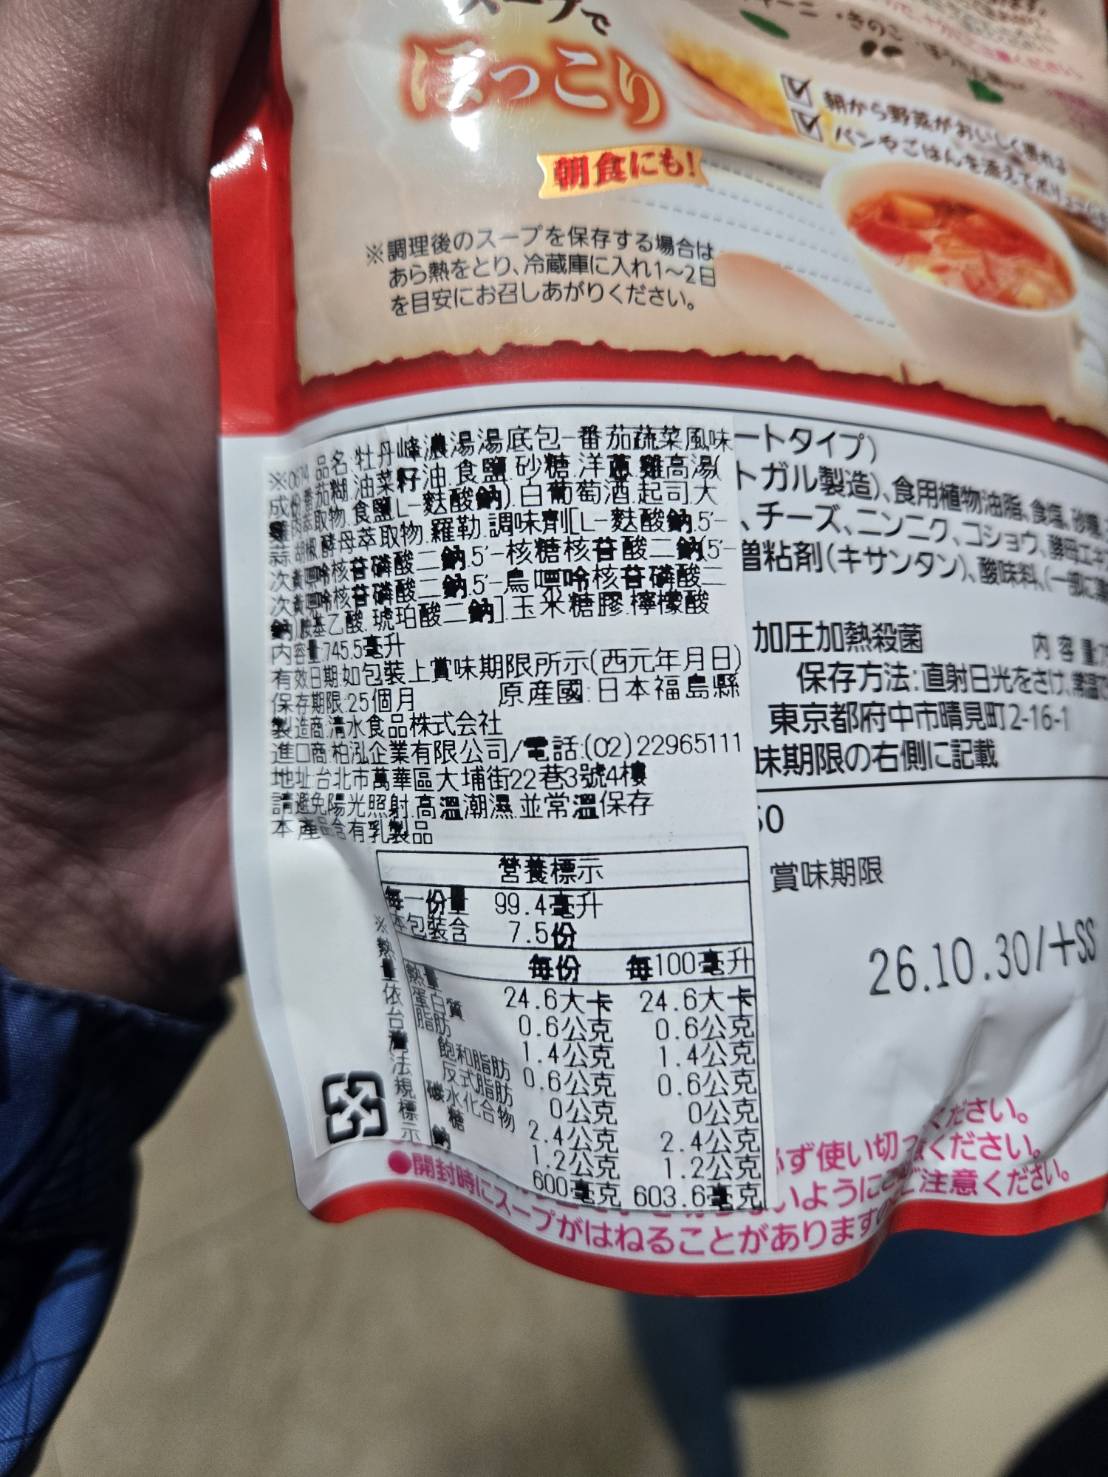 スープで
ほっこり
朝食にも!
朝から野菜がおいしく摂れる
パンやごはんを添えて
※調理後のスープを保存する場合は
あら熱をとり、冷蔵庫に入れ1〜2日
を目安にお召しあがりください。
品名:牡丹峰濃湯湯底包-番茄蔬菜風味
成份:番茄糊.油菜籽油.食鹽.砂糖.洋蔥.雞高湯(
雞肉萃取物.食鹽.L-麩酸鈉).白葡萄酒.起司.大
蒜.胡椒.酵母萃取物.羅勒.調味劑[L-麩酸鈉.5'-
次黃嘌呤核苷磷酸二鈉.5'-核糖核苷酸二鈉(5'-
次黃嘌呤核苷磷酸二鈉.5'-鳥嘌呤核苷磷酸二
鈉).胺基乙酸.琥珀酸二鈉].玉米糖膠.檸檬酸
內容量:745.5毫升
有效日期:如包裝上賞味期限所示(西元年月日)
保存期限:25個月 原産國:日本福島縣
製造商:清水食品株式会社
進口商:柏泓企業有限公司/電話:(02)22965111
地址:台北市萬華區大埔街22巷3號4樓
請避免陽光照射.高溫潮濕.並常溫保存
本產品含有乳製品
營養標示
每一份量 99.4毫升
本包裝含 7.5份
每份 每100毫升
熱量 24.6大卡 24.6大卡
蛋白質 0.6公克 0.6公克
脂肪 1.4公克 1.4公克
飽和脂肪 0.6公克 0.6公克
反式脂肪 0公克 0公克
碳水化合物 2.4公克 2.4公克
糖 1.2公克 1.2公克
鈉 600毫克 603.6毫克
※熱量依台灣法規標示
ートタイプ)
トガル製造)、食用植物油脂、食塩、砂糖、
、チーズ、ニンニク、コショウ、酵母エキ
増粘剤(キサンタン)、酸味料、(一部に
加圧加熱殺菌 内容量
保存方法:直射日光をさけ、常温で
東京都府中市晴見町2-16-1
味期限の右側に記載
50
賞味期限
26.10.30/+SS
ください。
必ず使い切ってください。
いようにご注意ください。
●開封時にスープがはねることがあります